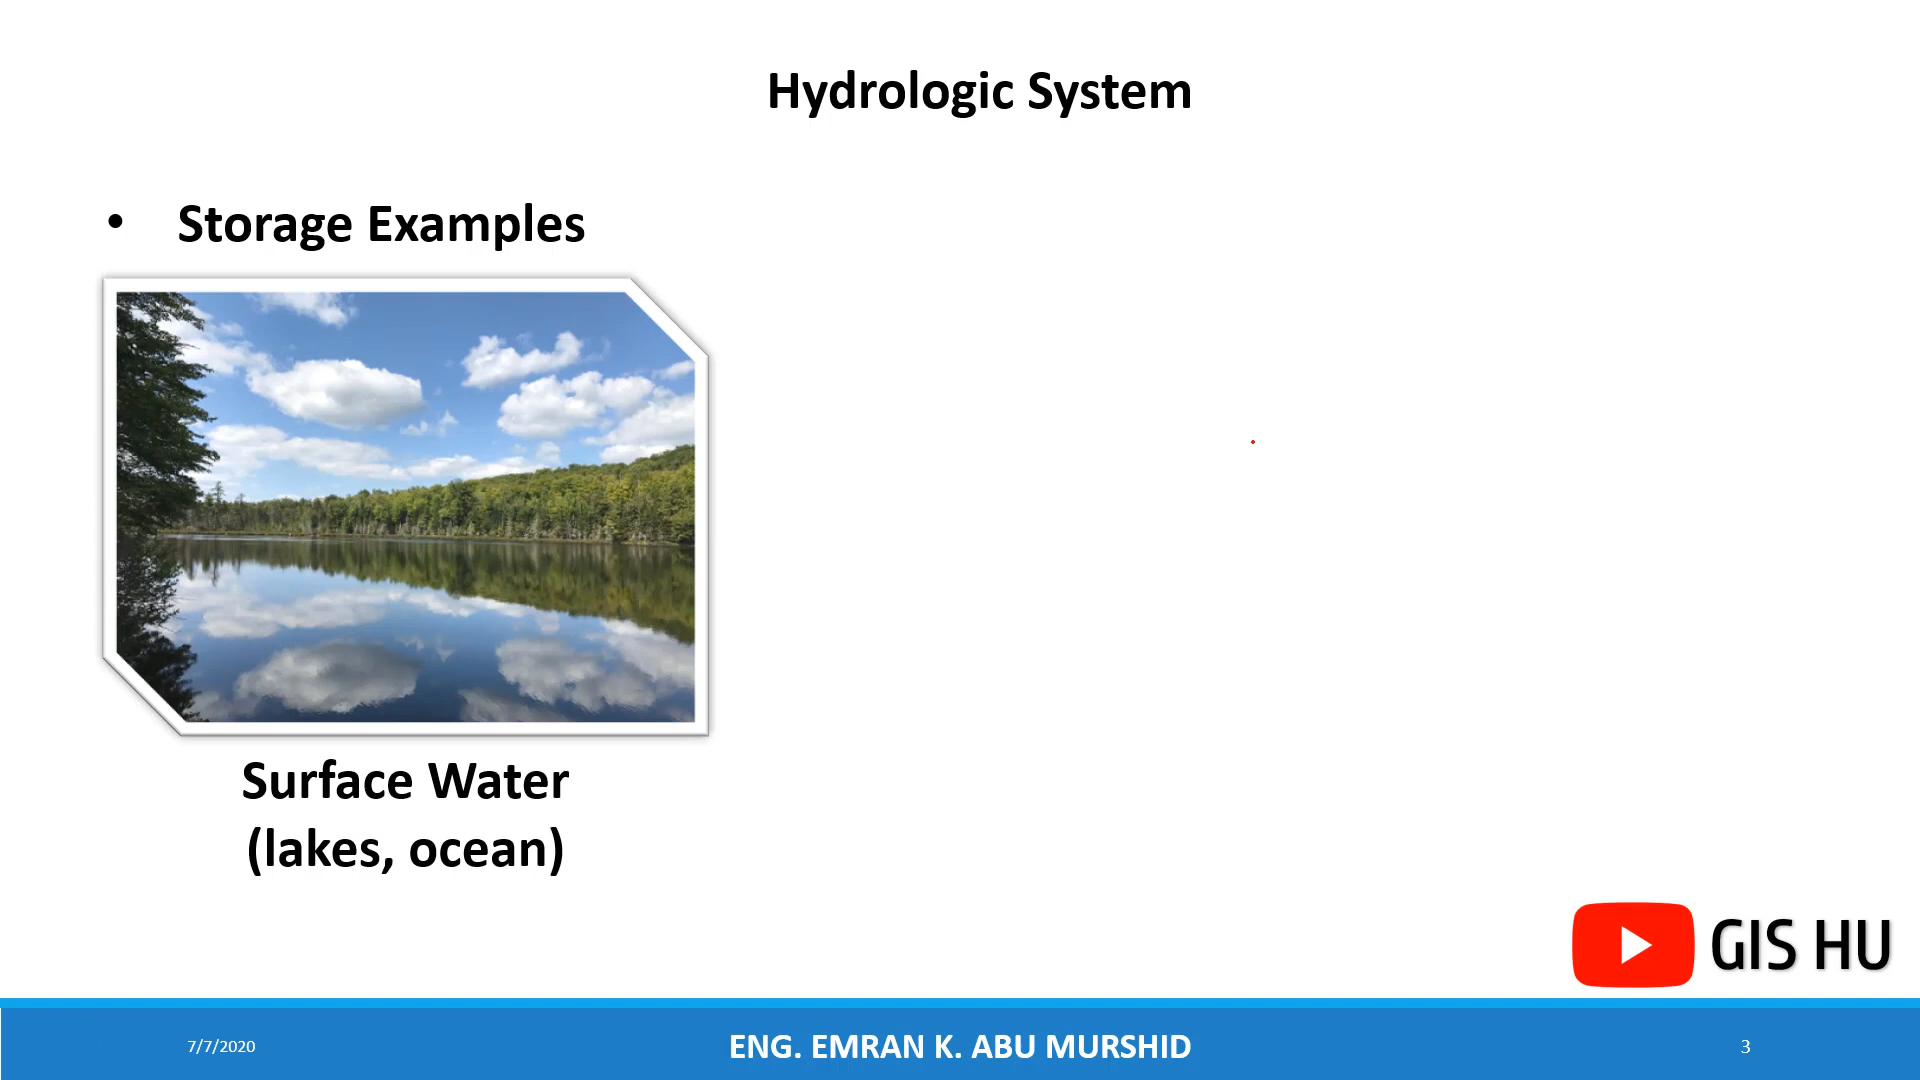 Hydrologic System
• Storage Examples
Surface Water
(lakes, ocean)
GIS HU
7/7/2020
ENG. EMRAN K. ABU MURSHID
3